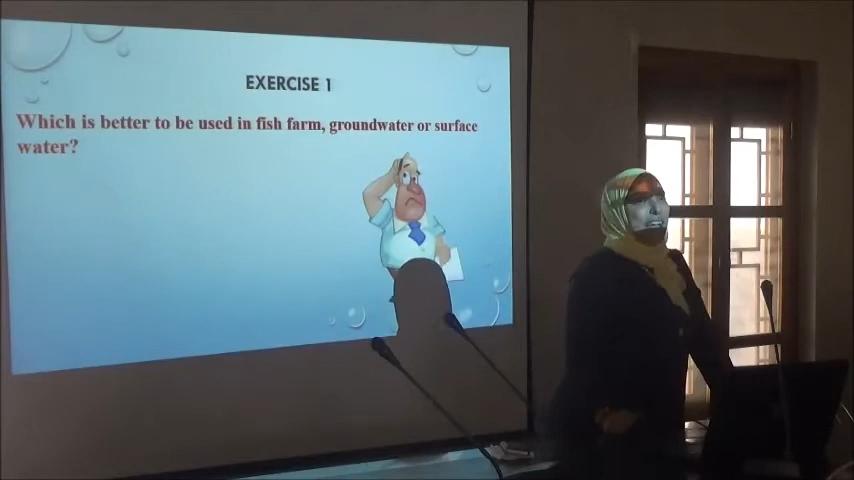 EXERCISE 1
Which is better to be used in fish farm, groundwater or surface
water?